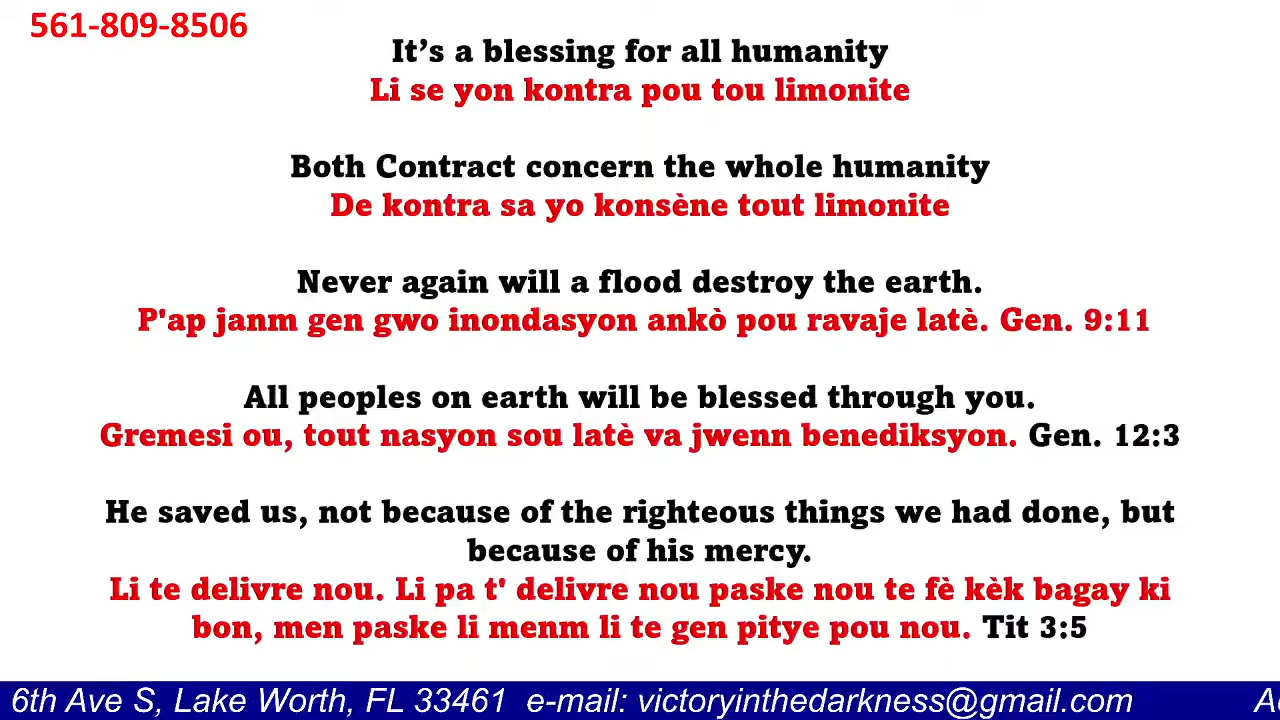 561-809-8506
It's a blessing for all humanity
Li se yon kontra pou tou limonite
Both Contract concern the whole humanity
De kontra sa yo konsène tout limonite
Never again will a flood destroy the earth.
P'ap janm gen gwo inondasyon ankò pou ravaje latè. Gen. 9:11
All peoples on earth will be blessed through you.
Gremesi ou, tout nasyon sou latè va jwenn benediksyon. Gen. 12:3
He saved us, not because of the righteous things we had done, but
because of his mercy.
Li te delivre nou. Li pa t' delivre nou paske nou te fè kèk bagay ki
bon, men paske li menm li te gen pitye pou nou. Tit 3:5
6th Ave S, Lake Worth, FL 33461 e-mail: victoryinthedarkness@gmail.com